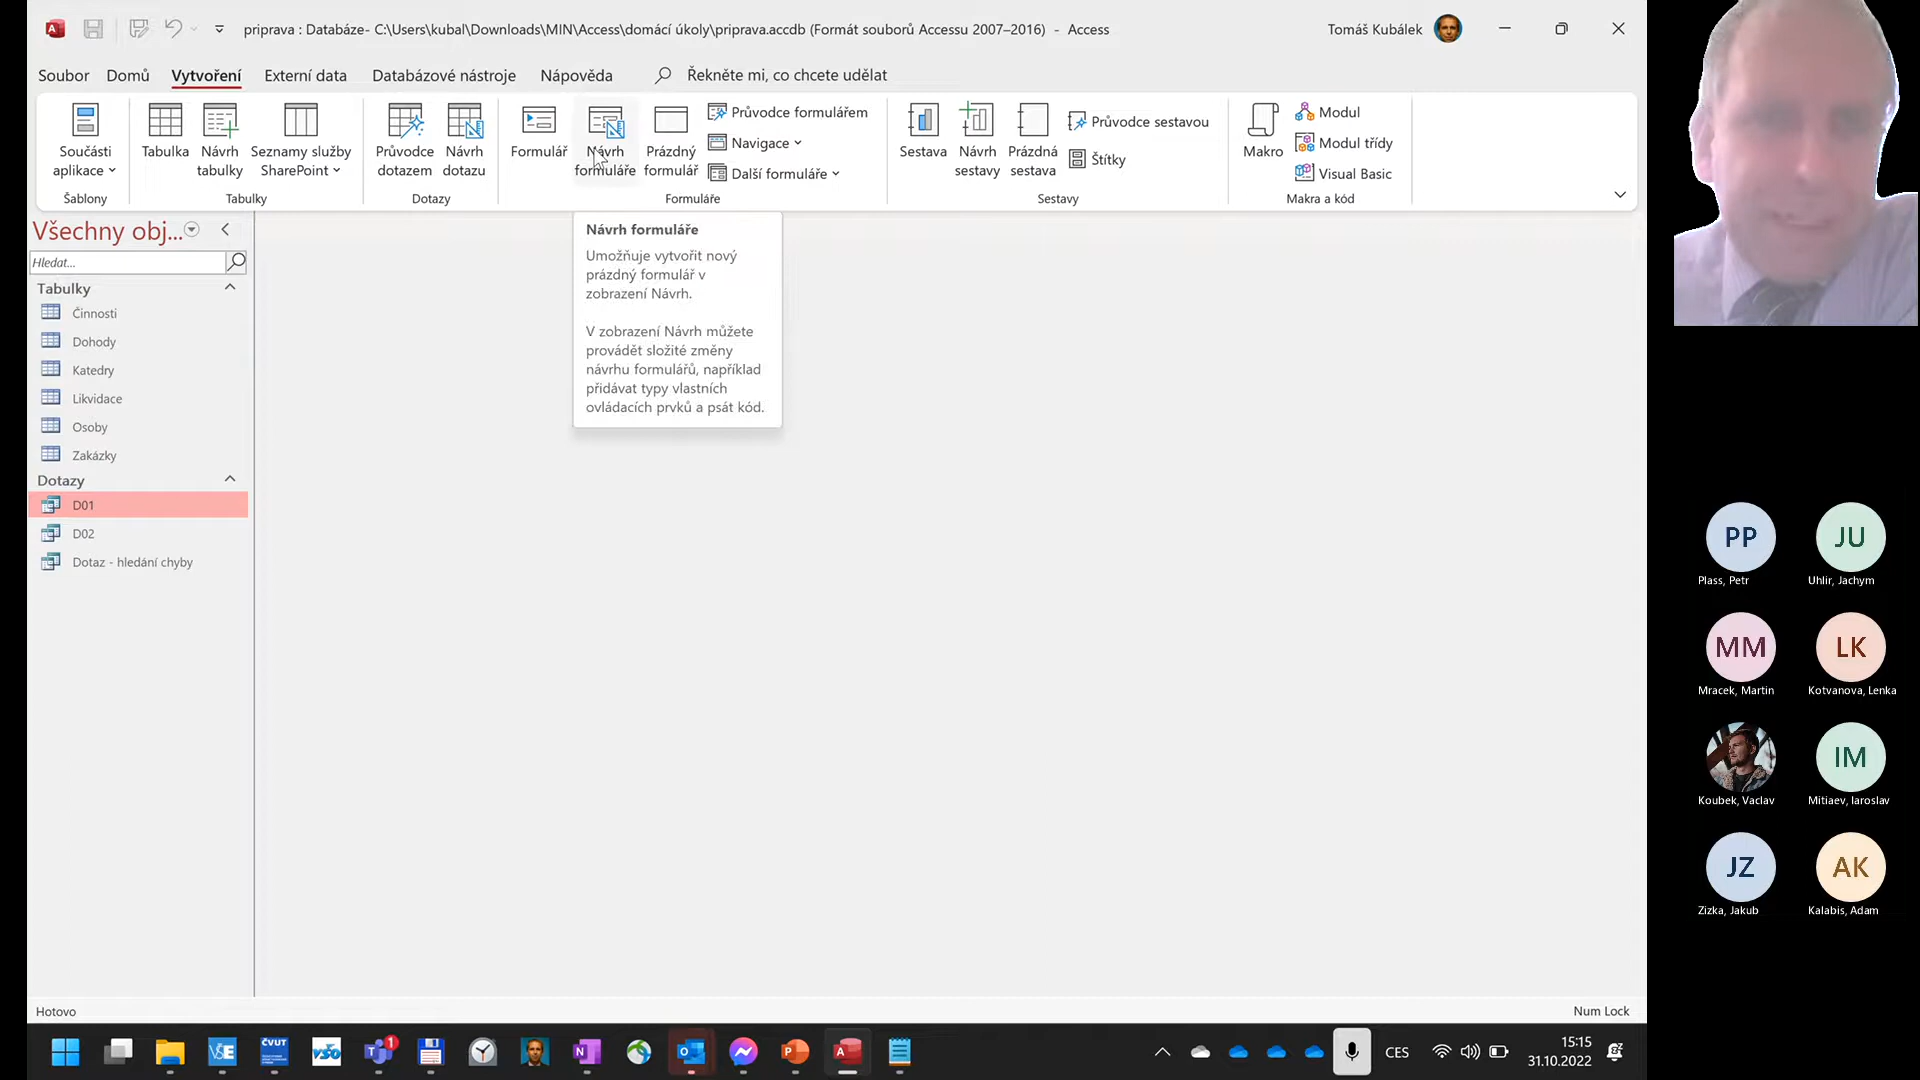 priprava : Databáze- C:\Users\kubal\Downloads\MIN\Access\domácí úkoly\priprava.accdb (Formát souborů Accessu 2007–2016) - Access
Tomáš Kubálek
Soubor
Domů
Vytvoření
Externí data
Databázové nástroje
Nápověda
Řekněte mi, co chcete udělat
Součásti
aplikace
Tabulka
Návrh
tabulky
Seznamy služby
SharePoint
Průvodce
dotazem
Návrh
dotazu
Formulář
Návrh
formuláře
Prázdný
formulář
Průvodce formulářem
Navigace
Další formuláře
Sestava
Návrh
sestavy
Prázdná
sestava
Průvodce sestavou
Štítky
Makro
Modul
Modul třídy
Visual Basic
Šablony
Tabulky
Dotazy
Formuláře
Sestavy
Makra a kód
Všechny obj...
Hledat...
Tabulky
Činnosti
Dohody
Katedry
Likvidace
Osoby
Zakázky
Dotazy
D01
D02
Dotaz - hledání chyby
Návrh formuláře
Umožňuje vytvořit nový
prázdný formulář v
zobrazení Návrh.
V zobrazení Návrh můžete
provádět složité změny
návrhu formulářů, například
přidávat typy vlastních
ovládacích prvků a psát kód.
PP
Plass, Petr
JU
Uhlir, Jachym
MM
Mracek, Martin
LK
Kotvanova, Lenka
Koubek, Vaclav
IM
Mitiaev, Iaroslav
JZ
Zizka, Jakub
AK
Kalabis, Adam
Hotovo
Num Lock
VŠE
ČVUT
VŠO
1
CES
15:15
31.10.2022